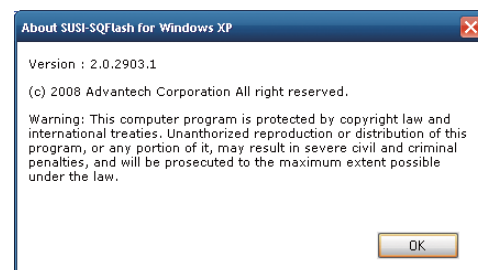 About SUSI-SQFlash for Windows XP
Version : 2.0.2903.1
(c) 2008 Advantech Corporation All right reserved.
Warning: This computer program is protected by copyright law and
international treaties. Unanthorized reproduction or distribution of this
program, or any portion of it, may result in severe civil and criminal
penalties, and will be prosecuted to the maximum extent possible
under the law.
OK